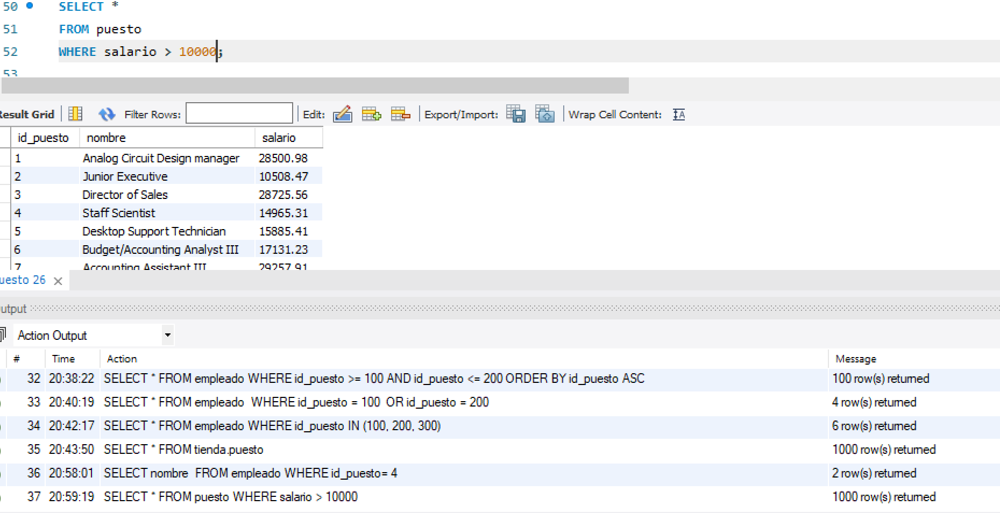 50 SELECT *
51 FROM puesto
52 WHERE salario > 10000;
53
Result Grid Filter Rows: Edit: Export/Import: Wrap Cell Content:
id_puesto nombre salario
1 Analog Circuit Design manager 28500.98
2 Junior Executive 10508.47
3 Director of Sales 28725.56
4 Staff Scientist 14965.31
5 Desktop Support Technician 15885.41
6 Budget/Accounting Analyst III 17131.23
7 Accounting Assistant III 29257.91
uesto 26
utput
Action Output
# Time Action Message
32 20:38:22 SELECT * FROM empleado WHERE id_puesto >= 100 AND id_puesto <= 200 ORDER BY id_puesto ASC 100 row(s) returned
33 20:40:19 SELECT * FROM empleado  WHERE id_puesto = 100  OR id_puesto = 200 4 row(s) returned
34 20:42:17 SELECT * FROM empleado WHERE id_puesto IN (100, 200, 300) 6 row(s) returned
35 20:43:50 SELECT * FROM tienda.puesto 1000 row(s) returned
36 20:58:01 SELECT nombre  FROM empleado WHERE id_puesto= 4 2 row(s) returned
37 20:59:19 SELECT * FROM puesto WHERE salario > 10000 1000 row(s) returned